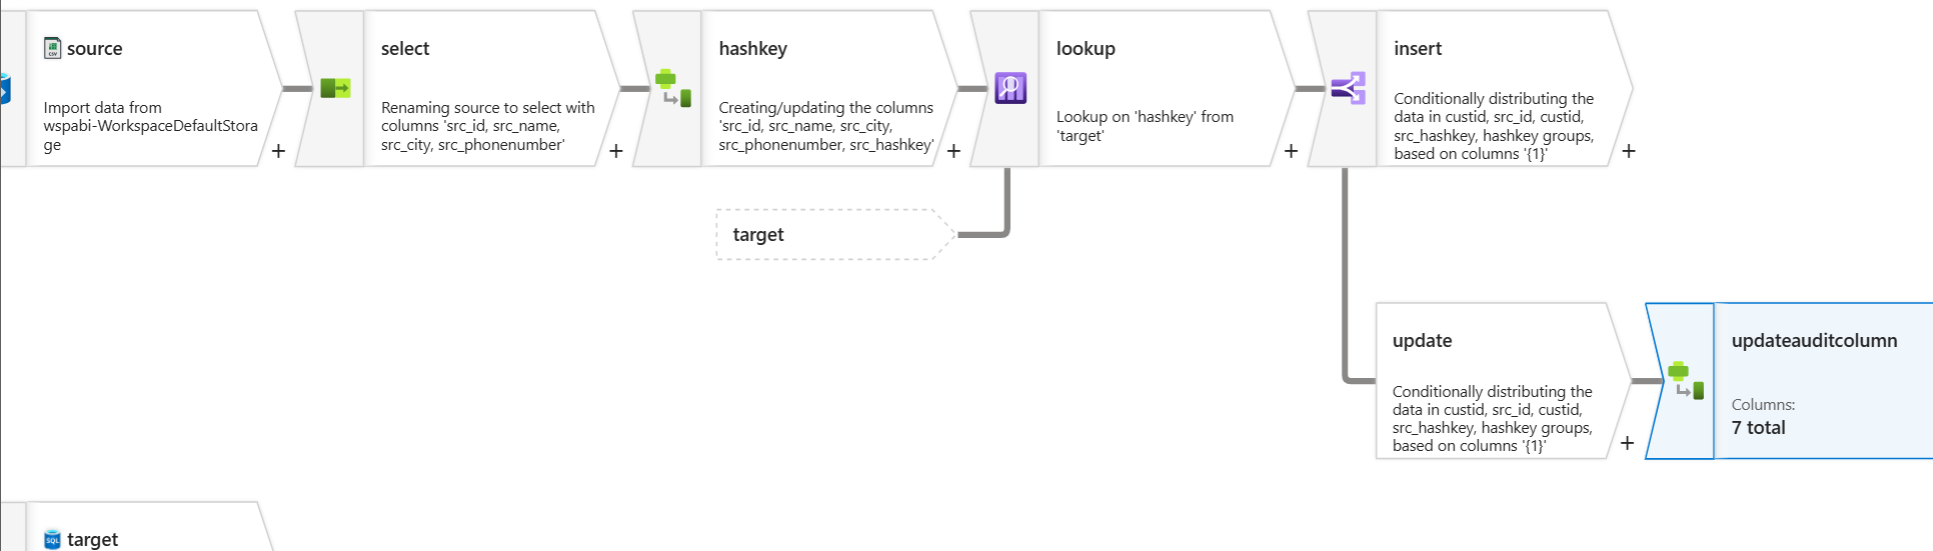 source
Import data from
wspabi-WorkspaceDefaultStora
ge
+
select
Renaming source to select with
columns 'src_id, src_name,
src_city, src_phonenumber'
+
hashkey
Creating/updating the columns
'src_id, src_name, src_city,
src_phonenumber, src_hashkey'
+
lookup
Lookup on 'hashkey' from
'target'
+
insert
Conditionally distributing the
data in custid, src_id, custid,
src_hashkey, hashkey groups,
based on columns '{1}'
+
target
update
Conditionally distributing the
data in custid, src_id, custid,
src_hashkey, hashkey groups,
based on columns '{1}'
+
updateauditcolumn
Columns:
7 total
SQL target